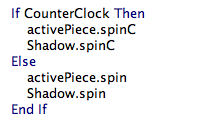 If CounterClock Then
    activePiece.spinC
    Shadow.spinC
Else
    activePiece.spin
    Shadow.spin
End If